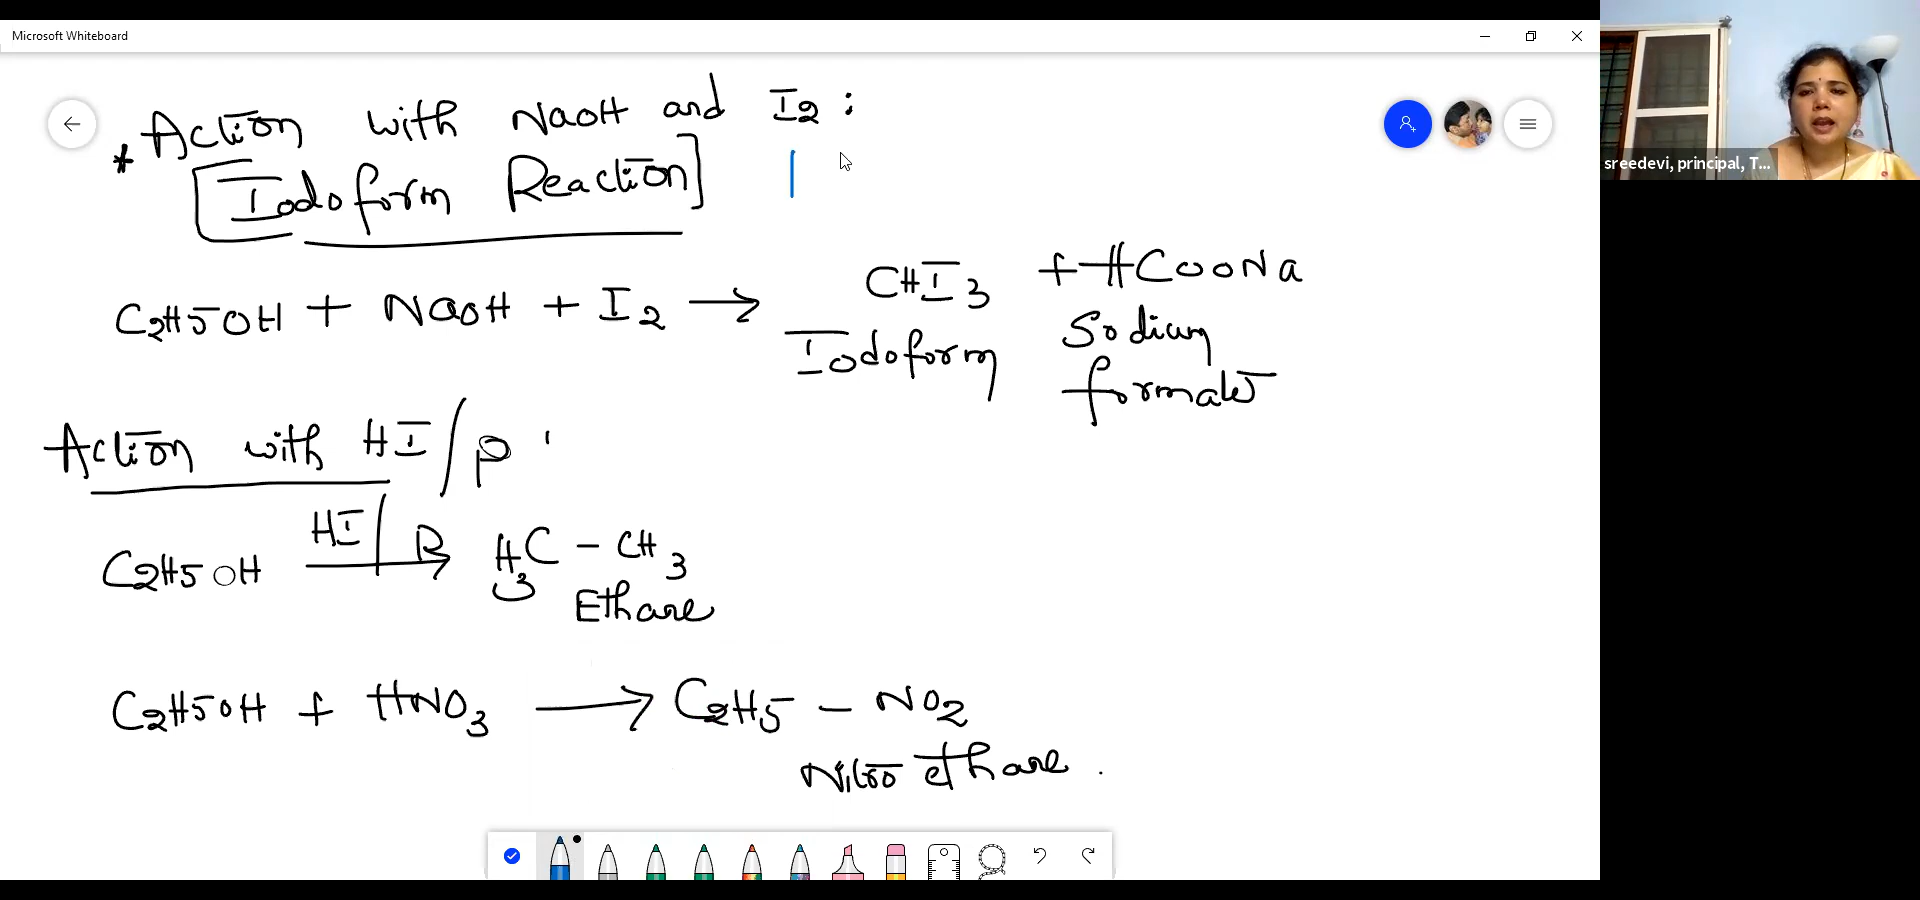 Microsoft Whiteboard
* Action with NaOH and I2 :
[Iodoform Reaction]
C2H5OH + NaOH + I2 → CHI3 + HCOONa
Iodoform Sodium
formate
Action with HI/P
C2H5OH HI/P → H3C - CH3
Ethane
C2H5OH + HNO3 → C2H5 - NO2
Nitro ethane .
sreedevi, principal, T...